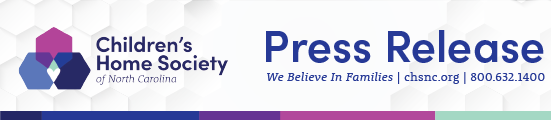 Children's
Home Society
of North Carolina
Press Release
We Believe In Families | chsnc.org | 800.632.1400